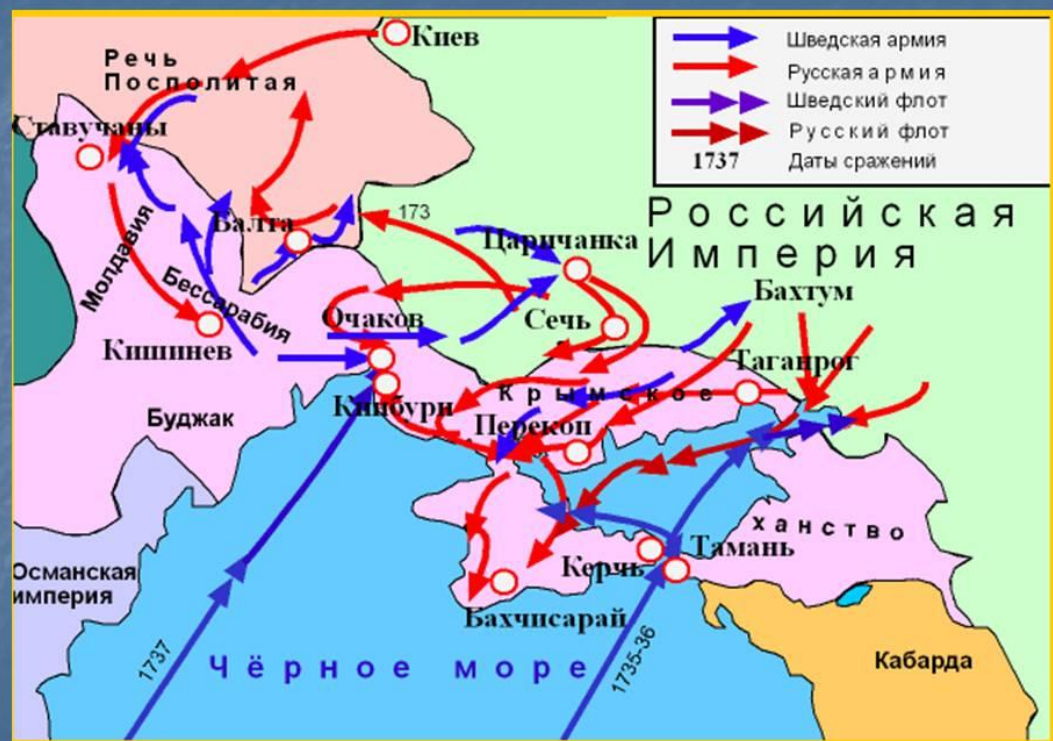 Киев
Речь
Посполитая
Ставучаны
Молдавия
Балта
Бессарабия
Кишинев
Буджак
Османская
империя
1737
Чёрное море
173
Царичанка
Очаков
Сечь
Кинбурн
Крымское
Перекоп
Бахтум
Таганрог
ханство
Тамань
Керчь
Бахчисарай
1735-36
Кабарда
Российская
Империя
Шведская армия
Русская армия
Шведский флот
Русский флот
1737 Даты сражений